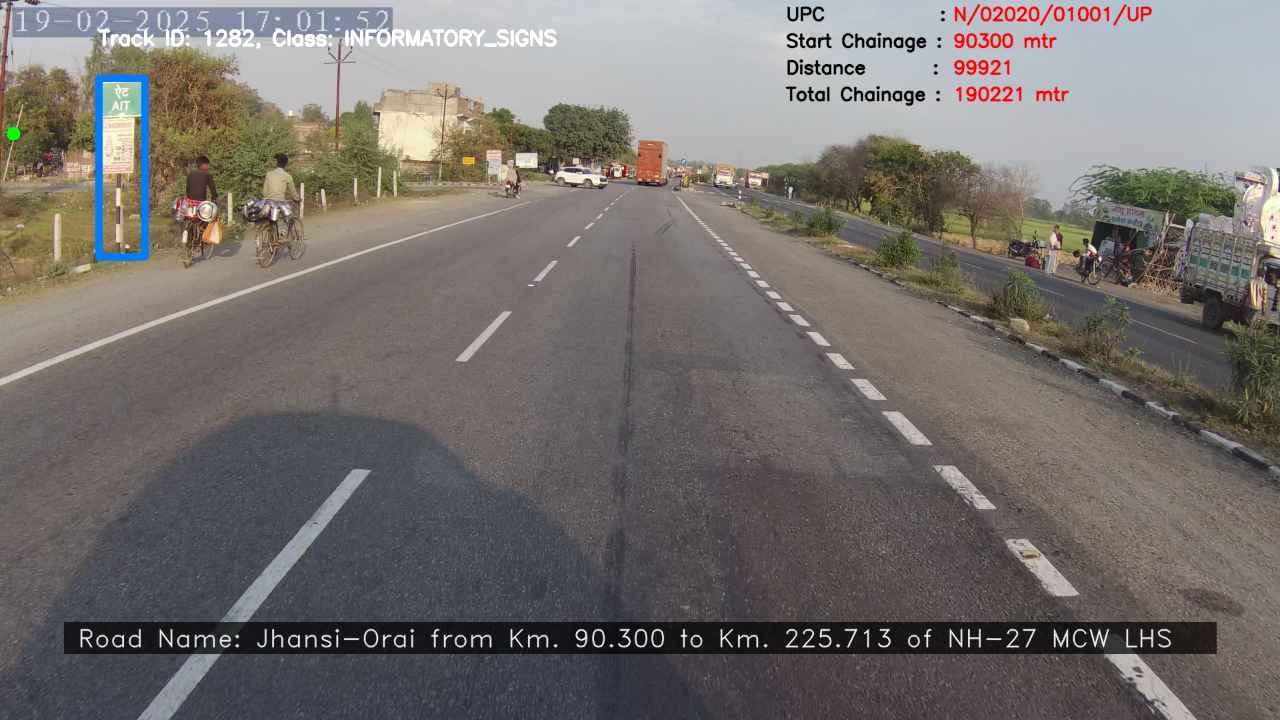 19-02-2025 17:01:52
Track ID: 1282, Class: INFORMATORY_SIGNS
UPC : N/02020/01001/UP
Start Chainage : 90300 mtr
Distance : 99921
Total Chainage : 190221 mtr
ऐट
AIT
Road Name: Jhansi-Orai from Km. 90.300 to Km. 225.713 of NH-27 MCW LHS